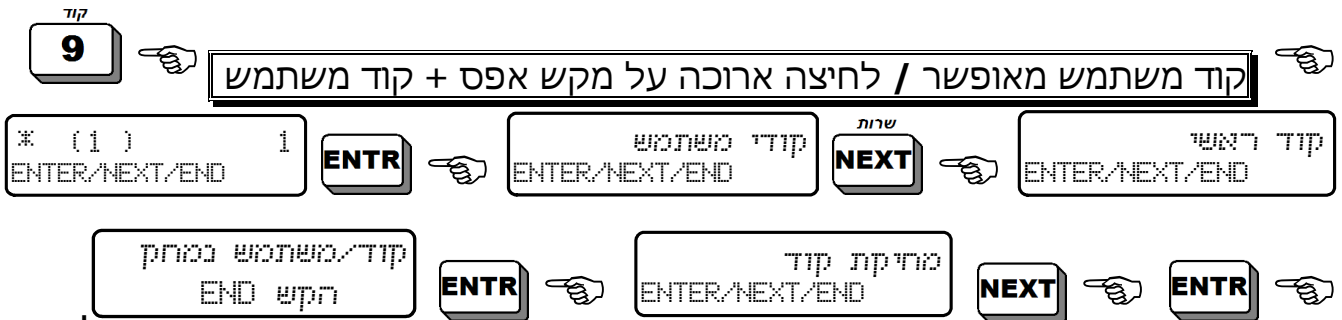 קוד
9
קוד משתמש מאופשר / לחיצה ארוכה על מקש אפס + קוד משתמש
קוד ראשי
ENTER/NEXT/END
שרות
NEXT
קודי משתמש
ENTER/NEXT/END
ENTR
* (1 ) 1
ENTER/NEXT/END
ENTR
NEXT
מחיקת קוד
ENTER/NEXT/END
ENTR
קוד/משתמש נמחק
הקש END
.